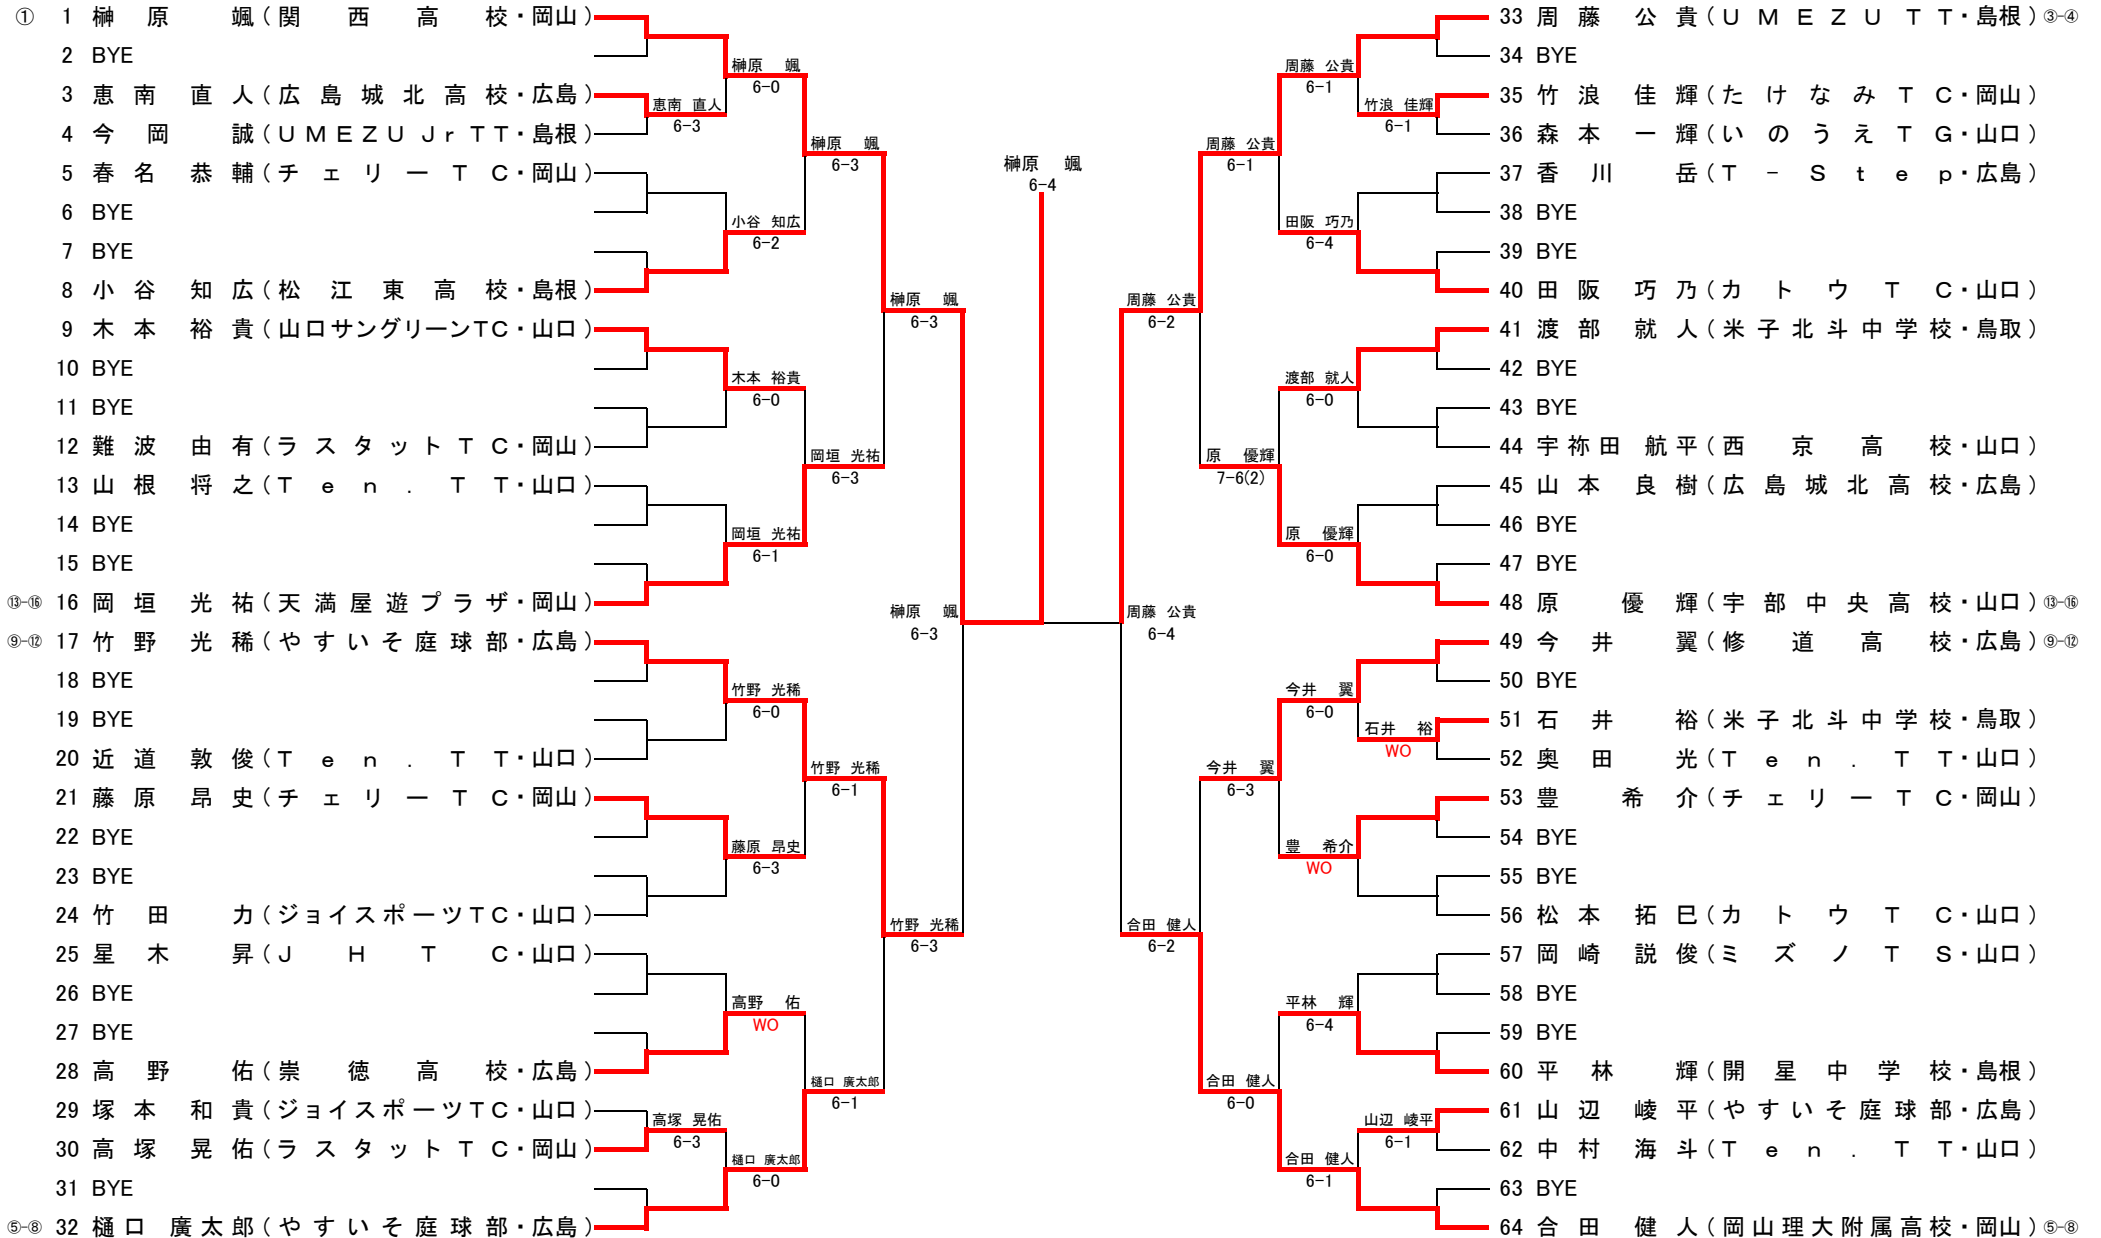 ① 1 榊原 颯(関西高校・岡山)
2 BYE
3 恵南 直人(広島城北高校・広島)
4 今岡 誠(UMEZU Jr TT・島根)
5 春名 恭輔(チェリーTC・岡山)
6 BYE
7 BYE
8 小谷 知広(松江東高校・島根)
9 木本 裕貴(山口サングリーンTC・山口)
10 BYE
11 BYE
12 難波 由有(ラスタットTC・岡山)
13 山根 将之(Ten.TT・山口)
14 BYE
15 BYE
⑬-⑯ 16 岡垣 光祐(天満屋遊プラザ・岡山)
⑨-⑫ 17 竹野 光稀(やすいそ庭球部・広島)
18 BYE
19 BYE
20 近道 敦俊(Ten.TT・山口)
21 藤原 昂史(チェリーTC・岡山)
22 BYE
23 BYE
24 竹田 力(ジョイスポーツTC・山口)
25 星木 昇(JHTC・山口)
26 BYE
27 BYE
28 高野 佑(崇徳高校・広島)
29 塚本 和貴(ジョイスポーツTC・山口)
30 高塚 晃佑(ラスタットTC・岡山)
31 BYE
⑤-⑧ 32 樋口 廣太郎(やすいそ庭球部・広島)
恵南 直人
6-3
高塚 晃佑
6-3
榊原 颯
6-0
小谷 知広
6-2
木本 裕貴
6-0
岡垣 光祐
6-1
竹野 光稀
6-0
藤原 昂史
6-3
高野 佑
WO
樋口 廣太郎
6-0
榊原 颯
6-3
岡垣 光祐
6-3
竹野 光稀
6-1
樋口 廣太郎
6-1
榊原 颯
6-3
竹野 光稀
6-3
榊原 颯
6-3
榊原 颯
6-4
周藤 公貴
6-4
周藤 公貴
6-2
合田 健人
6-2
周藤 公貴
6-1
原 優輝
7-6(2)
今井 翼
6-3
合田 健人
6-0
周藤 公貴
6-1
田阪 巧乃
6-4
渡部 就人
6-0
原 優輝
6-0
今井 翼
6-0
豊 希介
WO
平林 輝
6-4
合田 健人
6-1
竹浪 佳輝
6-1
石井 裕
WO
山辺 崚平
6-1
33 周藤 公貴(UMEZU TT・島根)③-④
34 BYE
35 竹浪 佳輝(たけなみTC・岡山)
36 森本 一輝(いのうえTG・山口)
37 香川 岳(T-Step・広島)
38 BYE
39 BYE
40 田阪 巧乃(カトウTC・山口)
41 渡部 就人(米子北斗中学校・鳥取)
42 BYE
43 BYE
44 宇祢田 航平(西京高校・山口)
45 山本 良樹(広島城北高校・広島)
46 BYE
47 BYE
48 原 優輝(宇部中央高校・山口)⑬-⑯
49 今井 翼(修道高校・広島)⑨-⑫
50 BYE
51 石井 裕(米子北斗中学校・鳥取)
52 奥田 光(Ten.TT・山口)
53 豊 希介(チェリーTC・岡山)
54 BYE
55 BYE
56 松本 拓巳(カトウTC・山口)
57 岡崎 説俊(ミズノTS・山口)
58 BYE
59 BYE
60 平林 輝(開星中学校・島根)
61 山辺 崚平(やすいそ庭球部・広島)
62 中村 海斗(Ten.TT・山口)
63 BYE
64 合田 健人(岡山理大附属高校・岡山)⑤-⑧